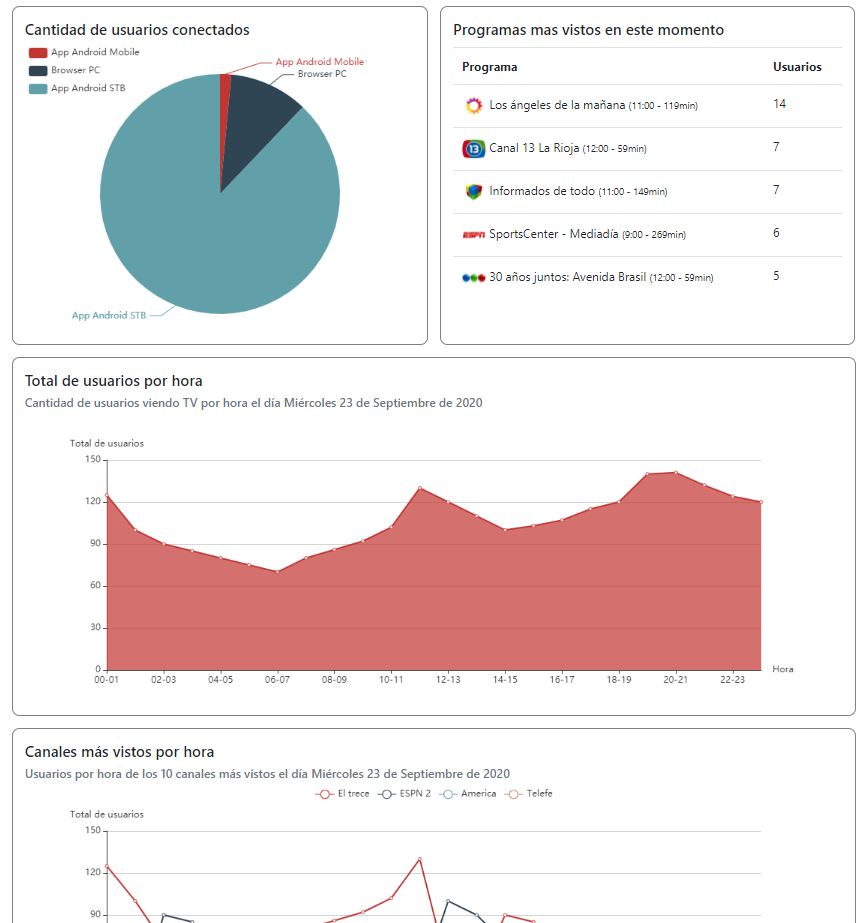 Cantidad de usuarios conectados
App Android Mobile
Browser PC
App Android STB
App Android Mobile
Browser PC
App Android STB
Programas mas vistos en este momento
Programa Usuarios
Los ángeles de la mañana (11:00 - 119min) 14
13 Canal 13 La Rioja (12:00 - 59min) 7
Informados de todo (11:00 - 149min) 7
ESPN SportsCenter - Mediadía (9:00 - 269min) 6
30 años juntos: Avenida Brasil (12:00 - 59min) 5
Total de usuarios por hora
Cantidad de usuarios viendo TV por hora el día Miércoles 23 de Septiembre de 2020
Total de usuarios
150
120
90
60
30
0
00-01 02-03 04-05 06-07 08-09 10-11 12-13 14-15 16-17 18-19 20-21 22-23 Hora
Canales más vistos por hora
Usuarios por hora de los 10 canales más vistos el día Miércoles 23 de Septiembre de 2020
El trece ESPN 2 America Telefe
Total de usuarios
150
120
90